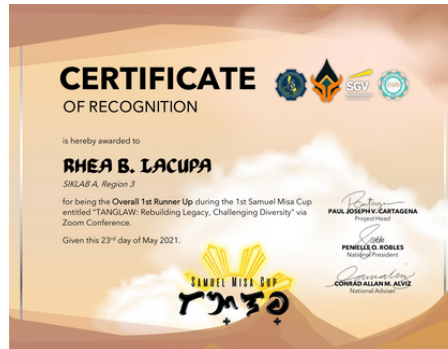 CERTIFICATE
OF RECOGNITION
SGV
is hereby awarded to
RHEA B. LACUPA
SIKLAB A, Region 3
for being the Overall 1st Runner Up during the 1st Samuel Misa Cup
entitled "TANGLAW: Rebuilding Legacy, Challenging Diversity" via
Zoom Conference.
Given this 23rd day of May 2021.
PAUL JOSEPH V. CARTAGENA
Project Head
PENIELLE O. ROBLES
National President
CONRAD ALLAN M. ALVIZ
National Adviser
SAMUEL MISA CUP